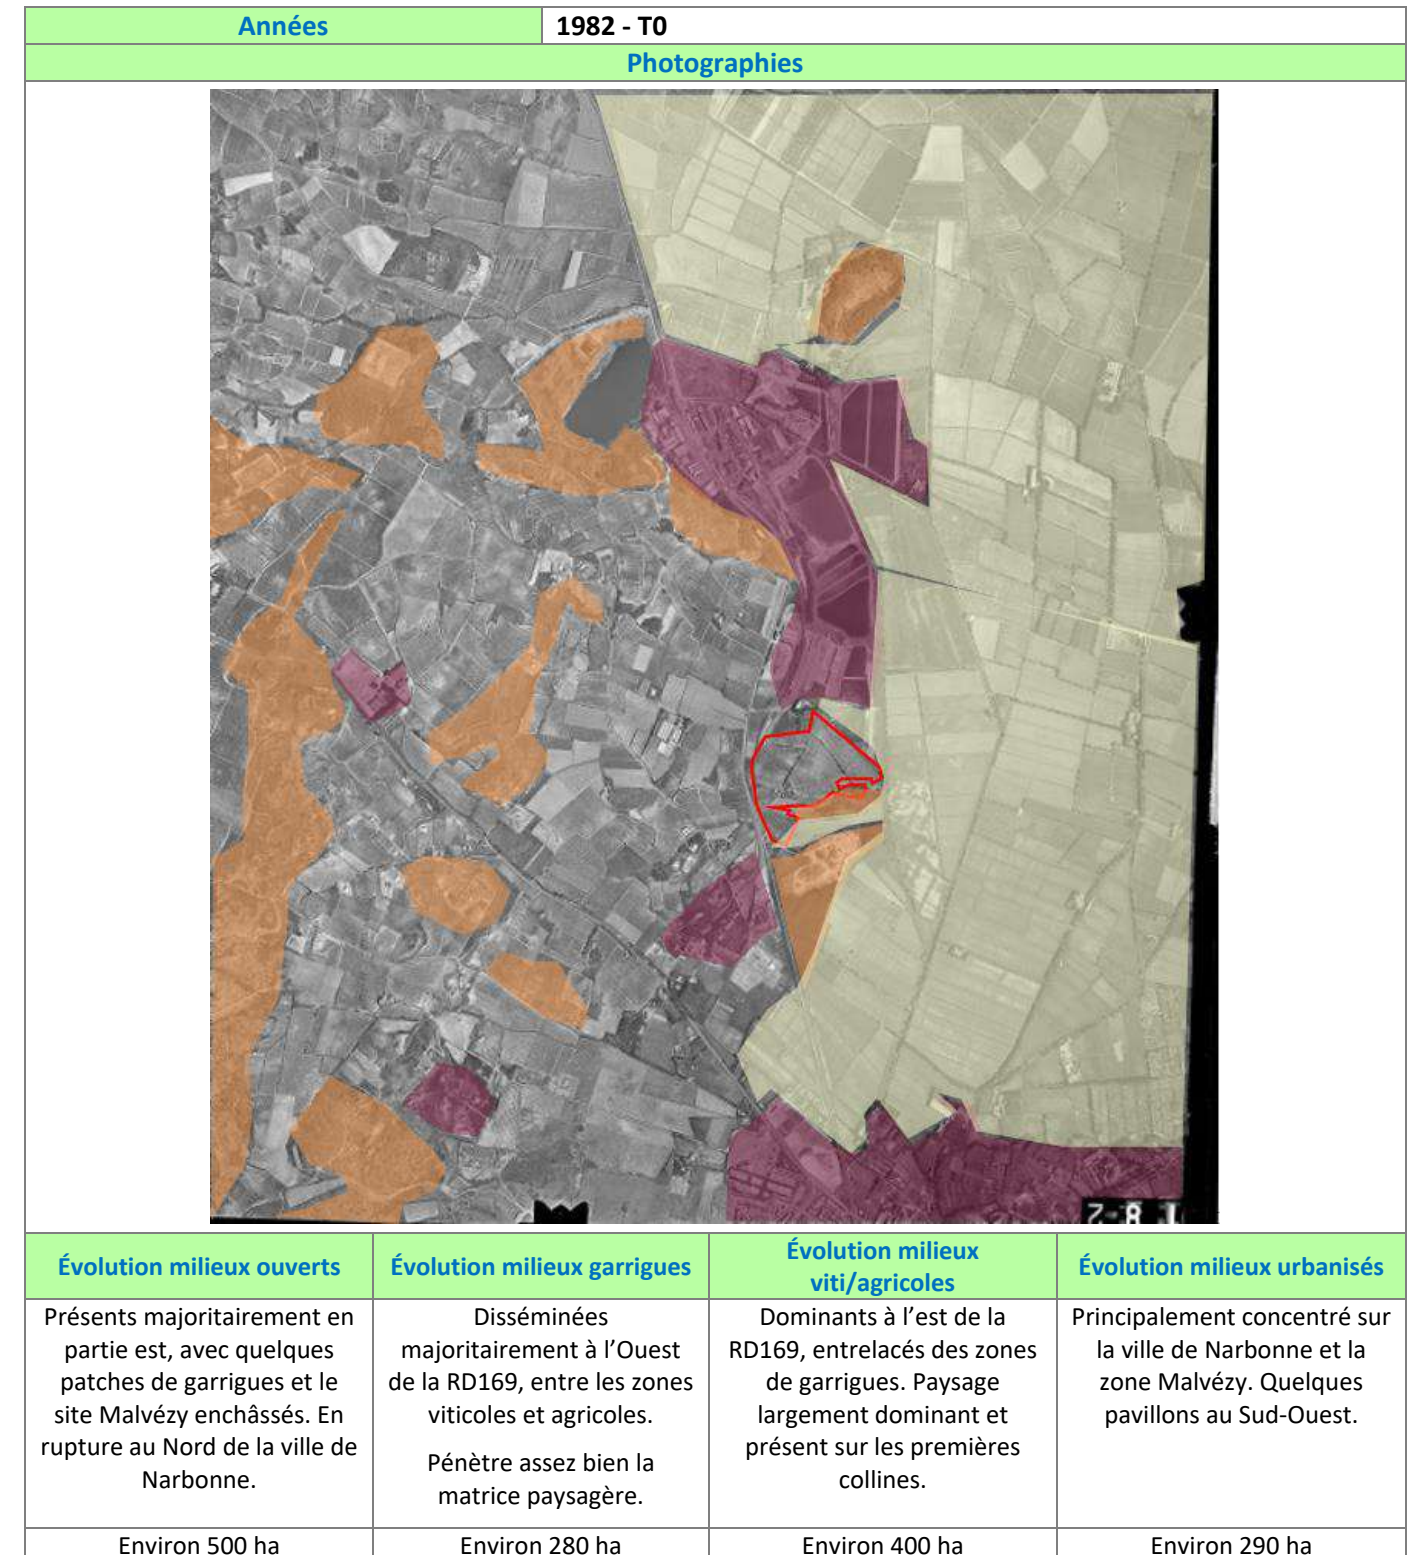 Années
1982 - T0
Photographies
7-8
Évolution milieux ouverts
Évolution milieux garrigues
Évolution milieux
viti/agricoles
Évolution milieux urbanisés
Présents majoritairement en
partie est, avec quelques
patches de garrigues et le
site Malvézy enchâssés. En
rupture au Nord de la ville de
Narbonne.
Disséminées
majoritairement à l’Ouest
de la RD169, entre les zones
viticoles et agricoles.
Pénètre assez bien la
matrice paysagère.
Dominants à l’est de la
RD169, entrelacés des zones
de garrigues. Paysage
largement dominant et
présent sur les premières
collines.
Principalement concentré sur
la ville de Narbonne et la
zone Malvézy. Quelques
pavillons au Sud-Ouest.
Environ 500 ha
Environ 280 ha
Environ 400 ha
Environ 290 ha